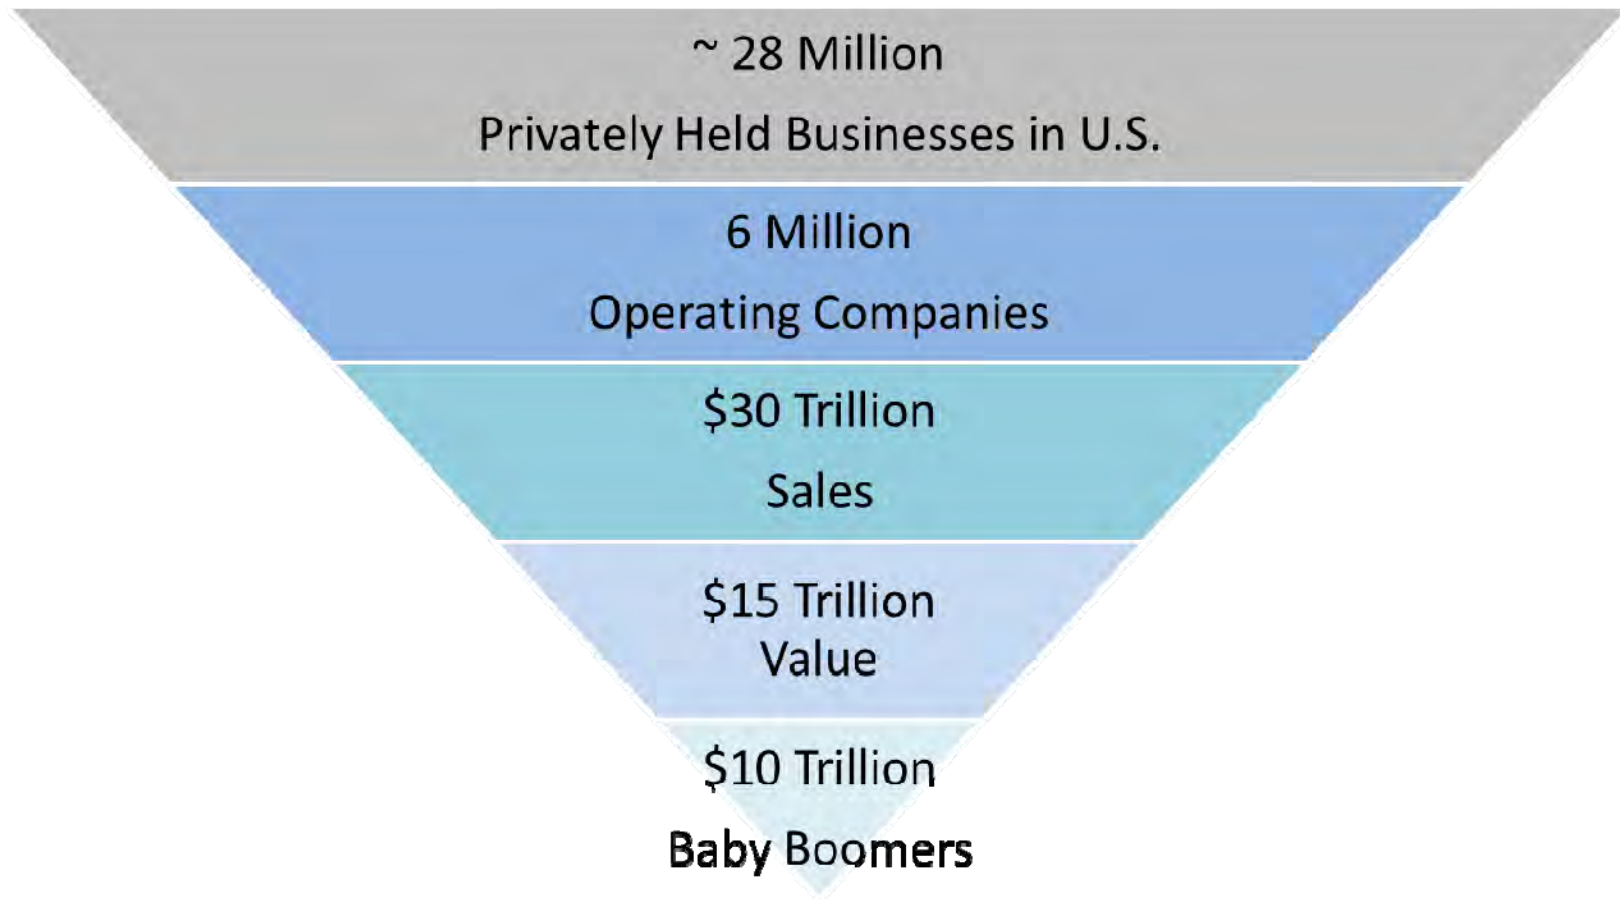 ~ 28 Million
Privately Held Businesses in U.S.
6 Million
Operating Companies
$30 Trillion
Sales
$15 Trillion
Value
$10 Trillion
Baby Boomers